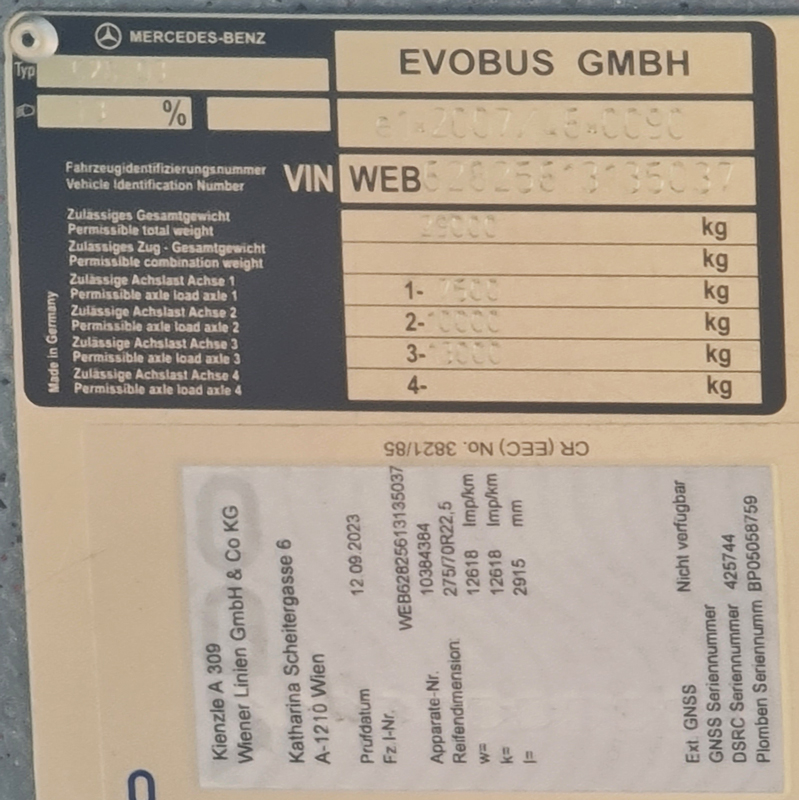 MERCEDES-BENZ
EVOBUS GMBH
Typ
%
e1*2007/46*0090
Fahrzeugidentifizierungsnummer
Vehicle Identification Number
VIN WEB62825613135037
Zulässiges Gesamtgewicht
Permissible total weight
kg
Zulässiges Zug - Gesamtgewicht
Permissible combination weight
kg
Zulässige Achslast Achse 1
Permissible axle load axle 1
1- 7500 kg
Zulässige Achslast Achse 2
Permissible axle load axle 2
2- kg
Zulässige Achslast Achse 3
Permissible axle load axle 3
3- kg
Zulässige Achslast Achse 4
Permissible axle load axle 4
4- kg
Made in Germany
CR (EEC) No. 3821/85
Kienzle A 309
Wiener Linien GmbH & Co KG
Katharina Scheitergasse 6
A-1210 Wien
Prüfdatum 12 09.2023
Fz.I-Nr. WEB62825613135037
Apparate-Nr. 10384384
Reifendimension: 275/70R22,5
w= 12618 Imp/km
k= 12618 Imp/km
l= 2915 mm
Ext. GNSS Nicht verfügbar
GNSS Seriennummer
DSRC Seriennummer 425744
Plomben Seriennumm BP05058759